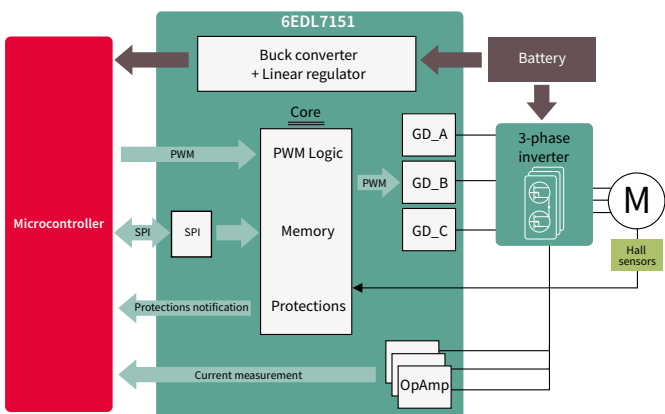 6EDL7151
Buck converter
+ Linear regulator
Battery
Core
PWM Logic
Memory
Protections
PWM
PWM
GD_A
GD_B
GD_C
3-phase
inverter
M
Hall
sensors
Microcontroller
SPI
SPI
Protections notification
Current measurement
OpAmp